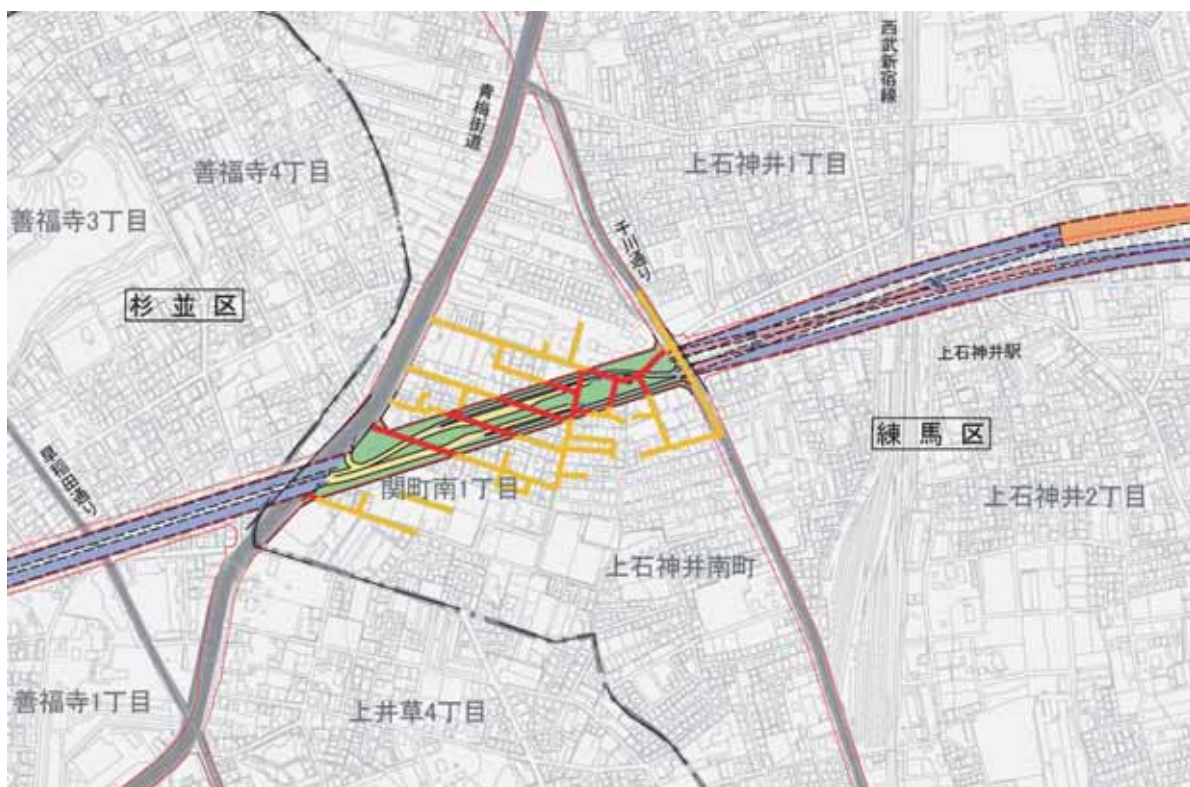 西武新宿線
青梅街道
上石神井1丁目
善福寺4丁目
善福寺3丁目
千川通り
杉並区
上石神井駅
練馬区
早稲田通り
関町南1丁目
上石神井2丁目
上石神井南町
善福寺1丁目
上井草4丁目